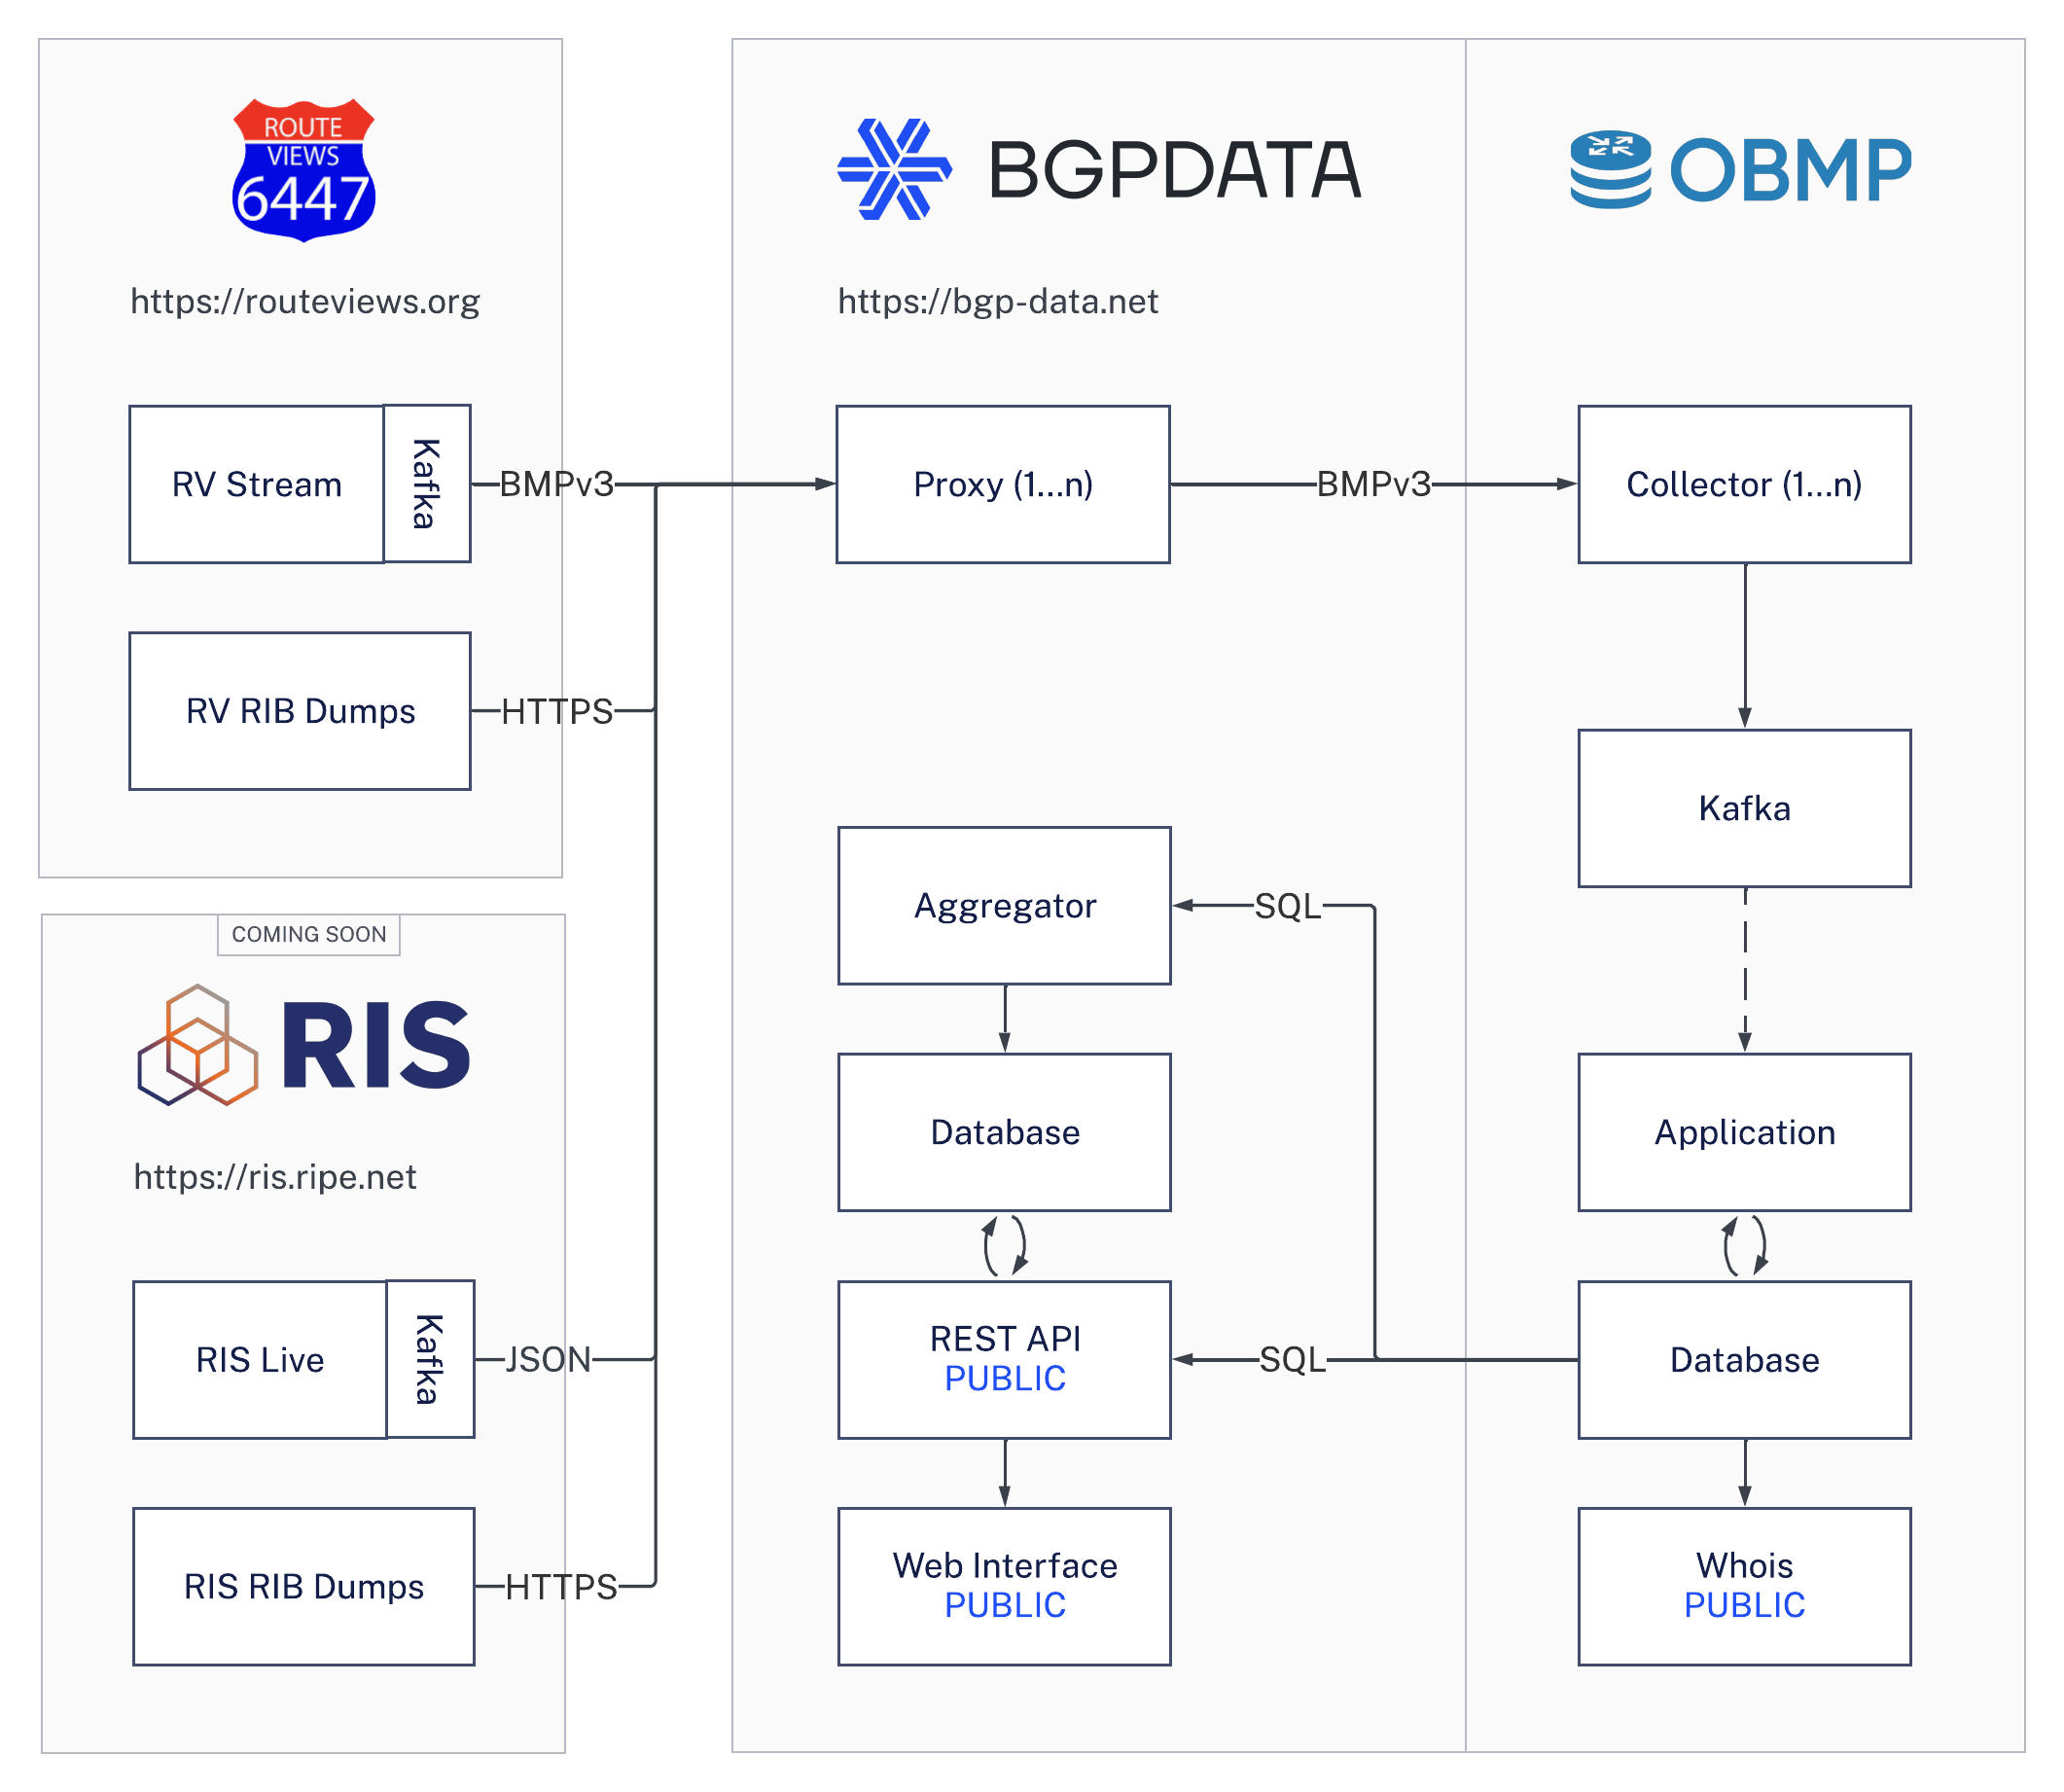 ROUTE
VIEWS
6447
https://routeviews.org
RV Stream
Kafka
BMPv3
RV RIB Dumps
HTTPS
COMING SOON
RIS
https://ris.ripe.net
RIS Live
Kafka
JSON
RIS RIB Dumps
HTTPS
BGPDATA
https://bgp-data.net
Proxy (1...n)
BMPv3
Aggregator
SQL
Database
REST API
PUBLIC
SQL
Web Interface
PUBLIC
OBMP
Collector (1...n)
Kafka
Application
Database
Whois
PUBLIC